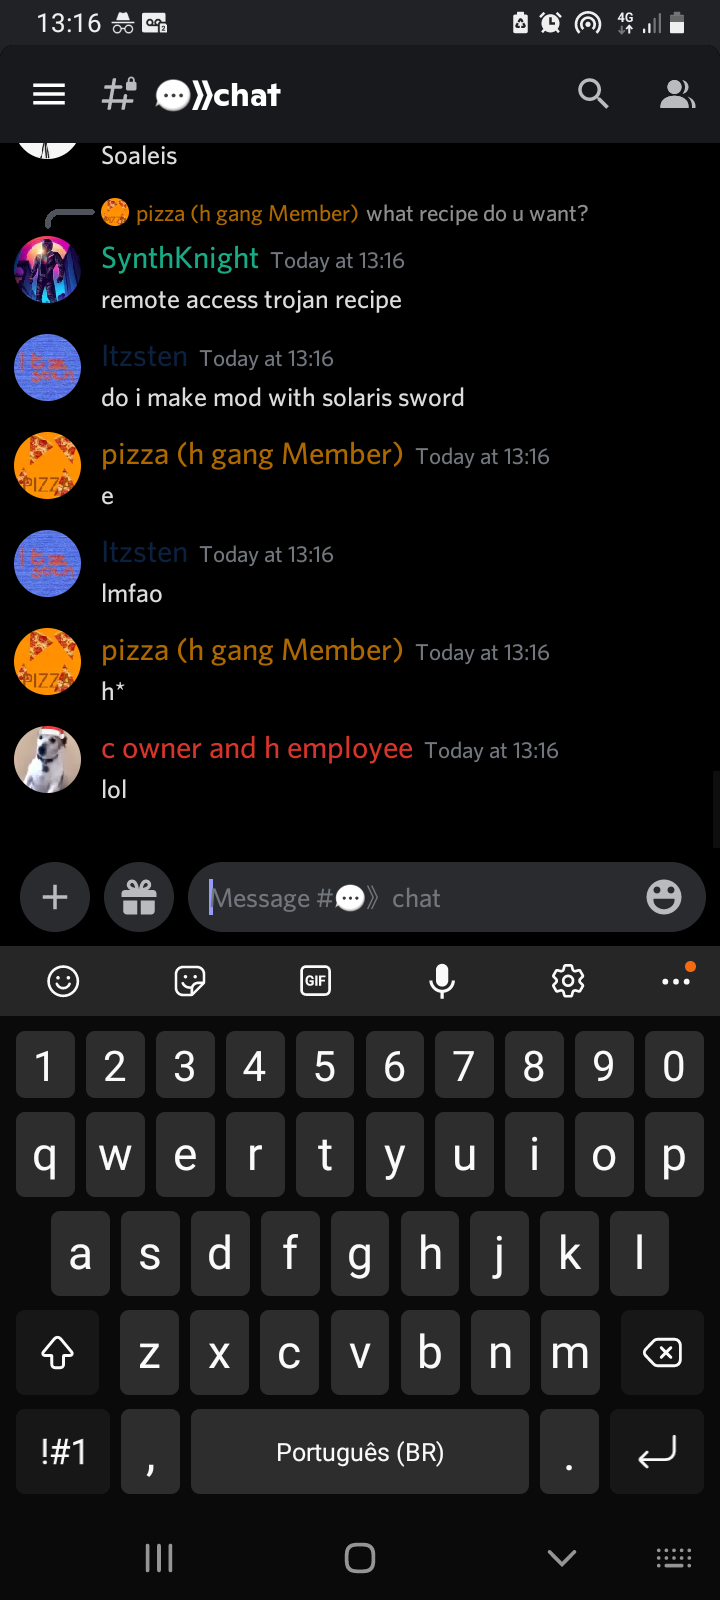 13:16
4G
chat
Soaleis
pizza (h gang Member) what recipe do u want?
SynthKnight Today at 13:16
remote access trojan recipe
Itzsten Today at 13:16
do i make mod with solaris sword
pizza (h gang Member) Today at 13:16
e
Itzsten Today at 13:16
lmfao
pizza (h gang Member) Today at 13:16
h*
c owner and h employee Today at 13:16
lol
Message #💬》 chat
GIF
1 2 3 4 5 6 7 8 9 0
q w e r t y u i o p
a s d f g h j k l
z x c v b n m
!#1 , Português (BR) .